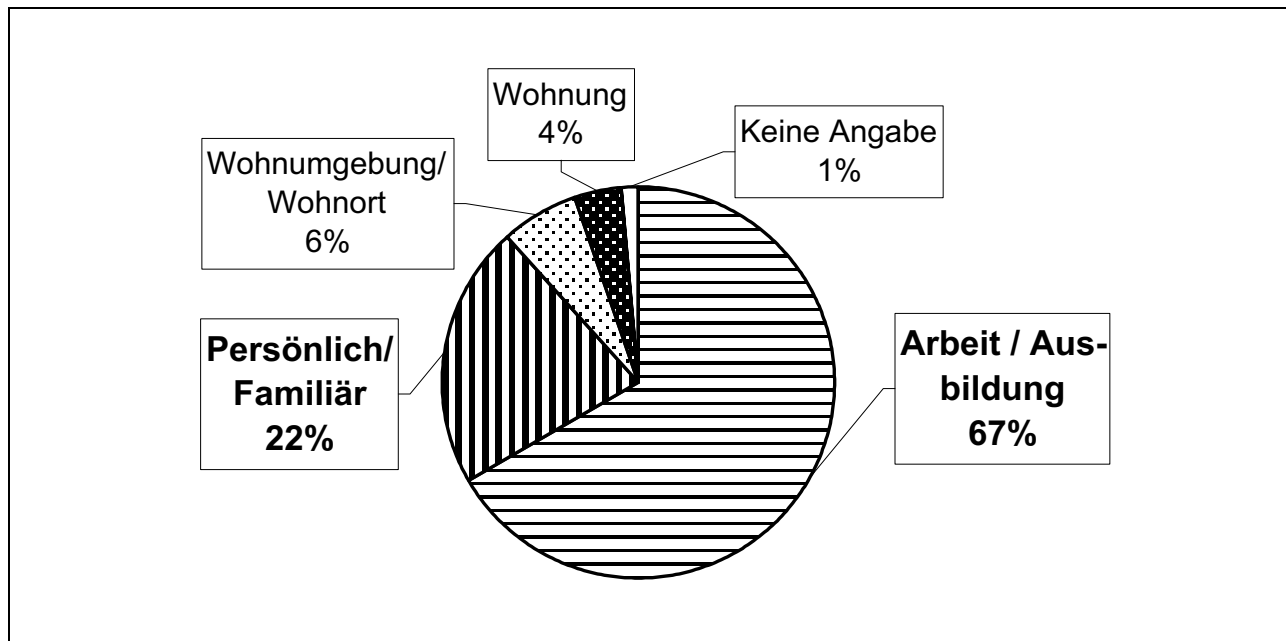 Wohnung
4%
Keine Angabe
1%
Wohnumgebung/
Wohnort
6%
Persönlich/
Familiär
22%
Arbeit / Aus-
bildung
67%